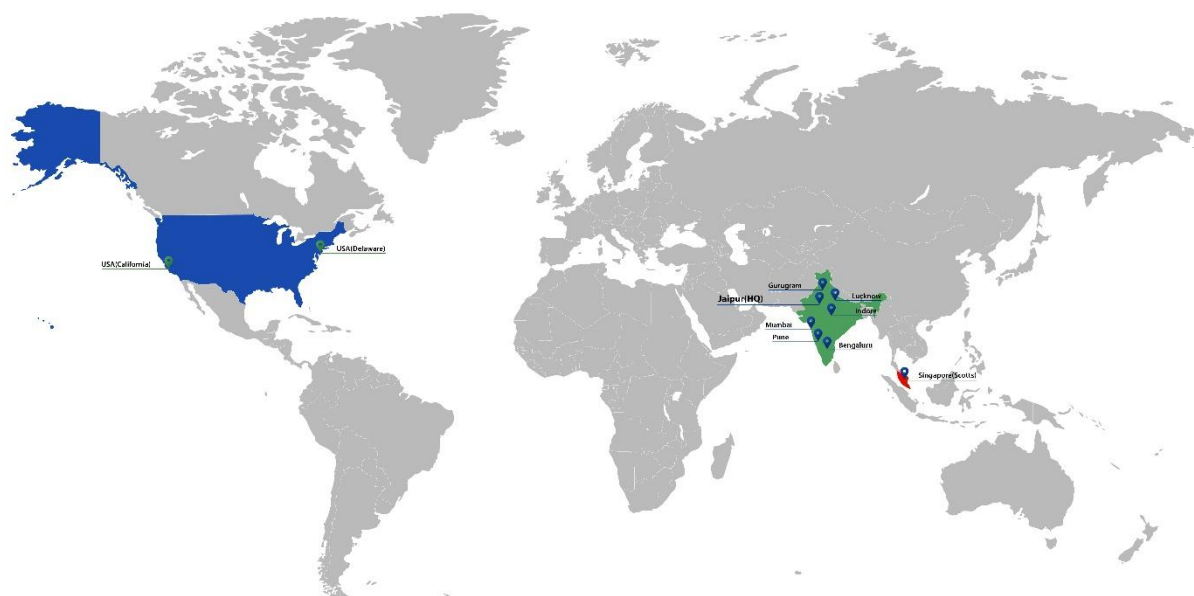 USA(Delaware)
USA(California)
Gurugram
Jaipur(HQ)
Lucknow
Indore
Mumbai
Pune
Bengaluru
Singapore(Scotts)